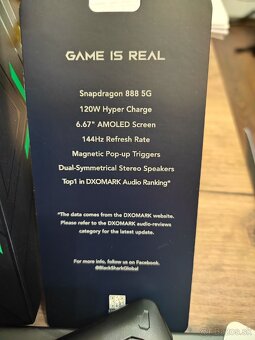 GAME IS REAL
Snapdragon 888 5G
120W Hyper Charge
6.67" AMOLED Screen
144Hz Refresh Rate
Magnetic Pop-up Triggers
Dual-Symmetrical Stereo Speakers
Top1 in DXOMARK Audio Ranking*
*The data comes from the DXOMARK website.
Please refer to the DXOMARK audio-reviews
category for the latest update.
For more info, follow us on Facebook.
@BlackSharkGlobal